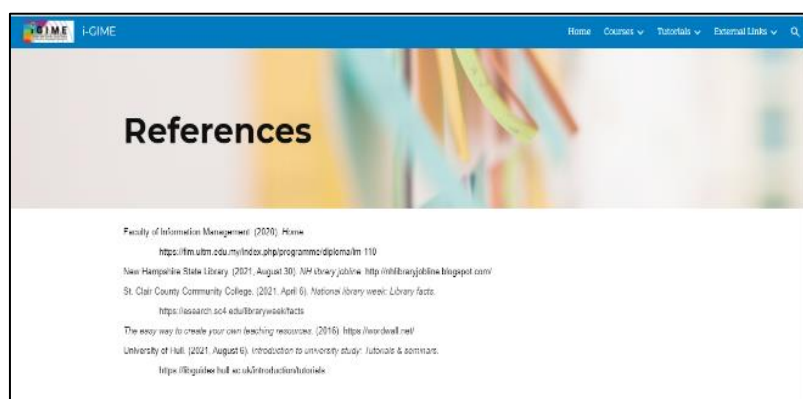 iGIME i-GIME Home Courses Tutorials External Links
References
Faculty of Information Management. (2020). Home.
https://fim.uitm.edu.my/index.php/programme/diploma/im-110
New Hampshire State Library. (2021, August 30). NH library jobline. http://nhlibraryjobline.blogspot.com/
St. Clair County Community College. (2021, April 6). National library week: Library facts.
https://research.sc4.edu/libraryweek/facts
The easy way to create your own teaching resources. (2016). https://wordwall.net/
University of Hull. (2021, August 6). Introduction to university study: Tutorials & seminars.
https://libguides.hull.ac.uk/introduction/tutorials